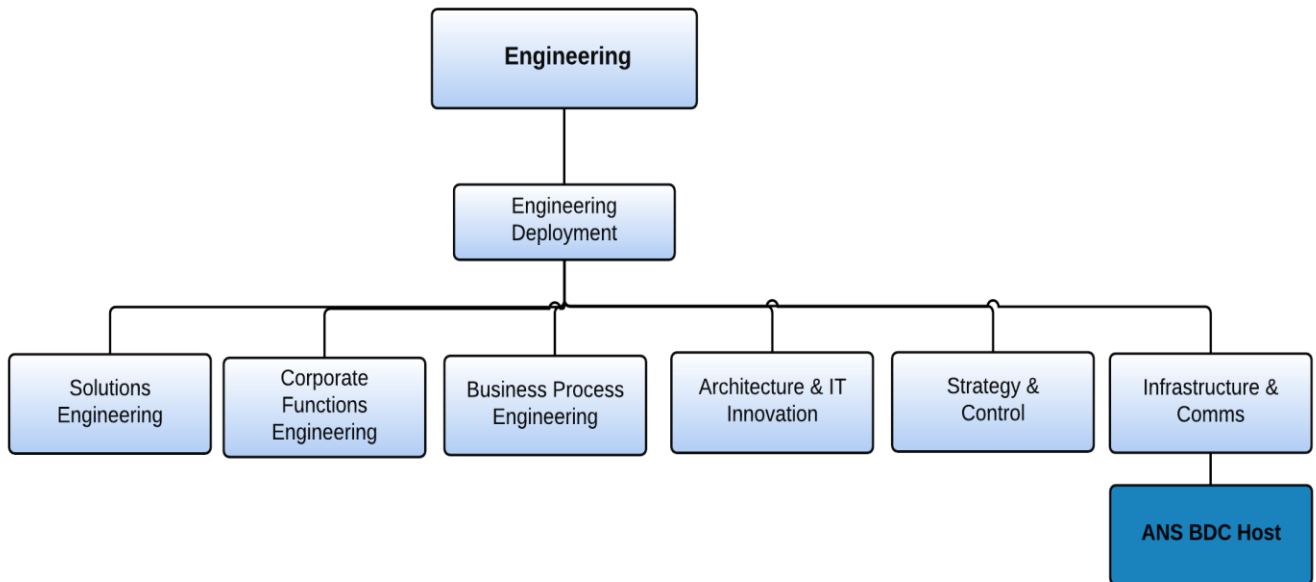 Engineering
Engineering
Deployment
Solutions
Engineering
Corporate
Functions
Engineering
Business Process
Engineering
Architecture & IT
Innovation
Strategy &
Control
Infrastructure &
Comms
ANS BDC Host